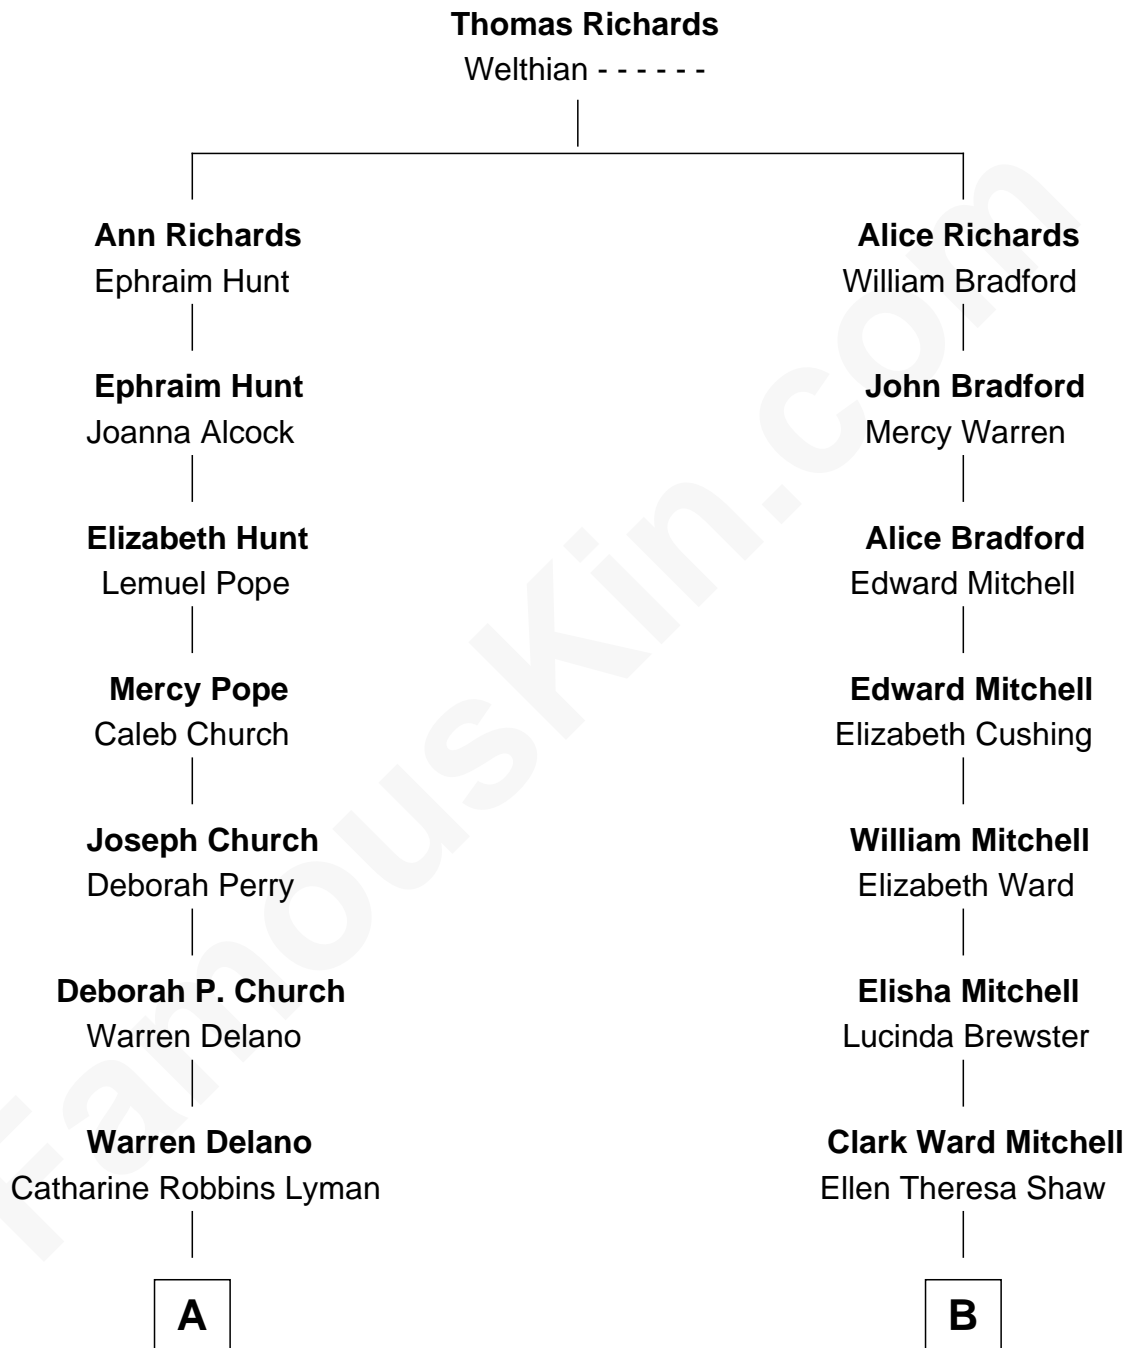 Thomas Richards
Welthian - - - - - -
Ann Richards
Ephraim Hunt
Alice Richards
William Bradford
Ephraim Hunt
Joanna Alcock
John Bradford
Mercy Warren
Elizabeth Hunt
Lemuel Pope
Alice Bradford
Edward Mitchell
Mercy Pope
Caleb Church
Edward Mitchell
Elizabeth Cushing
Joseph Church
Deborah Perry
William Mitchell
Elizabeth Ward
Deborah P. Church
Warren Delano
Elisha Mitchell
Lucinda Brewster
Warren Delano
Catharine Robbins Lyman
Clark Ward Mitchell
Ellen Theresa Shaw
A
B
FamousKin.com